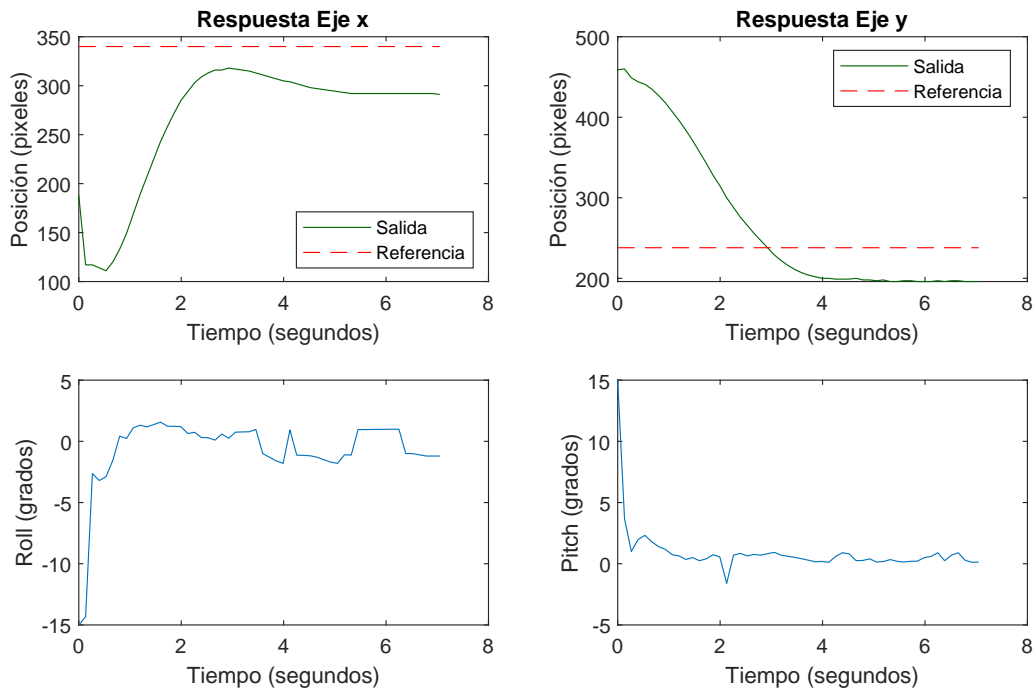 Respuesta Eje x
Posición (pixeles)
350
300
250
200
150
100
0
2
4
6
8
Tiempo (segundos)
Salida
Referencia
Respuesta Eje y
Posición (pixeles)
500
400
300
200
0
2
4
6
8
Tiempo (segundos)
Salida
Referencia
Roll (grados)
5
0
-5
-10
-15
0
2
4
6
8
Tiempo (segundos)
Pitch (grados)
15
10
5
0
-5
0
2
4
6
8
Tiempo (segundos)